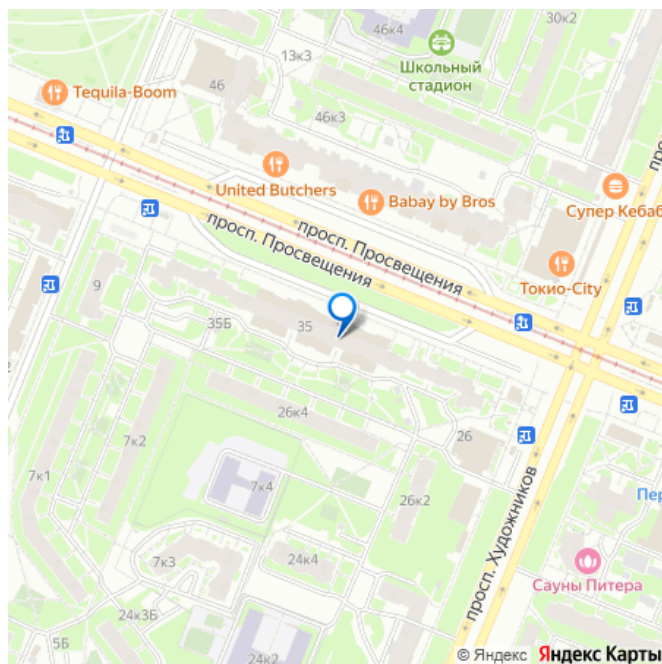 30к2
46к4
13к3
Школьный
стадион
Tequila-Boom
46
46к3
United Butchers
Babay by Bros
Супер Кебаб
просп. Просвещения
просп. Просвещения
Токио-City
9
35Б
35
26к4
26
7к2
7к1
7к4
26к2
Пер
просп. Художников
7к3
24к4
Сауны Питера
24к3Б
5Б
24к2
© Яндекс Яндекс Карты